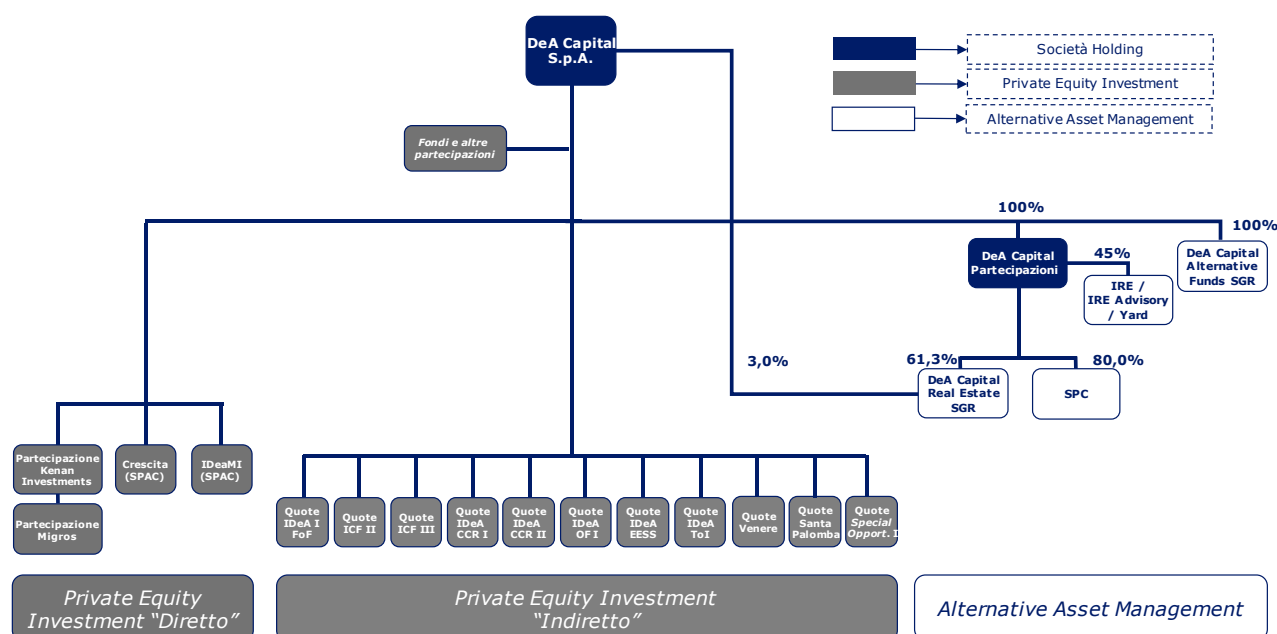 DeA Capital
S.p.A.
Società Holding
Private Equity Investment
Alternative Asset Management
Fondi e altre
partecipazioni
100%
100%
DeA Capital
Partecipazioni
45%
DeA Capital
Alternative
Funds SGR
IRE /
IRE Advisory
/ Yard
3,0%
61,3%
80,0%
DeA Capital
Real Estate
SGR
SPC
Partecipazione
Kenan
Investments
Crescita
(SPAC)
IDeaMI
(SPAC)
Partecipazione
Migros
Quote
IDeA I
FoF
Quote
ICF II
Quote
ICF III
Quote
IDeA
CCR I
Quote
IDeA
CCR II
Quote
IDeA
OF I
Quote
IDeA
EESS
Quote
IDeA
ToI
Quote
Venere
Quote
Santa
Palomba
Quote
Special
Opport. I
Private Equity
Investment “Diretto”
Private Equity Investment
“Indiretto”
Alternative Asset Management